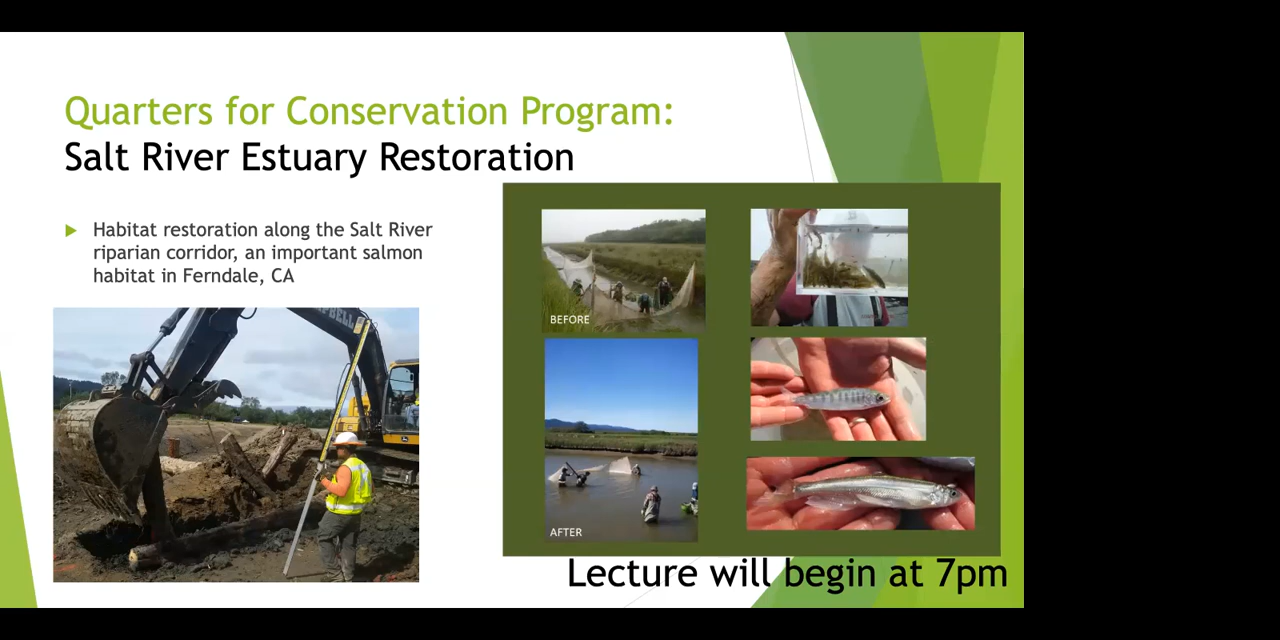 Quarters for Conservation Program:
Salt River Estuary Restoration
Habitat restoration along the Salt River
riparian corridor, an important salmon
habitat in Ferndale, CA
BEFORE
AFTER
Lecture will begin at 7pm